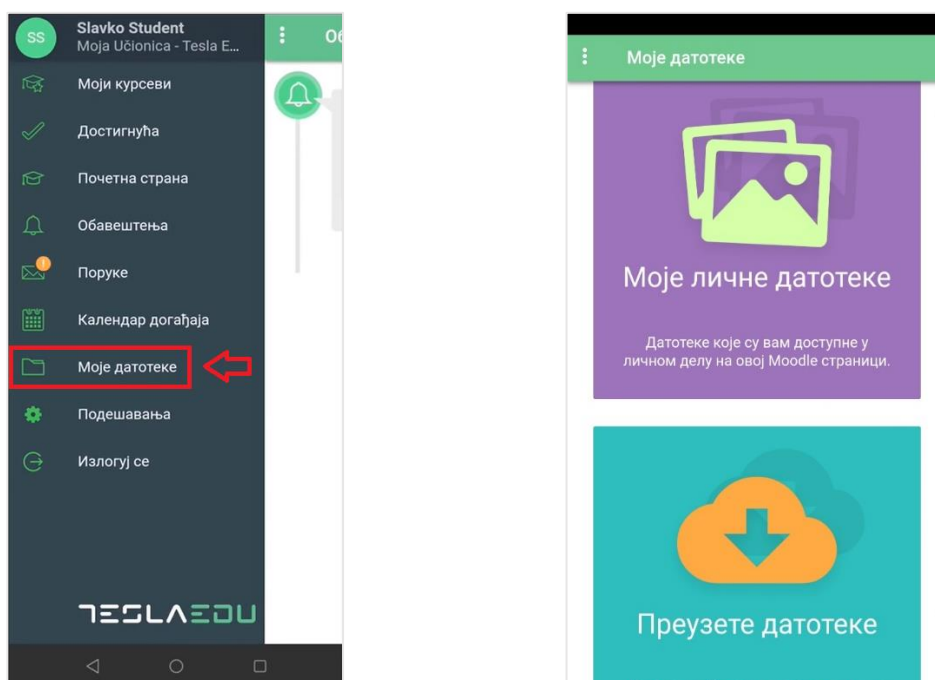 SS
Slavko Student
Moja Učionica - Tesla E...
Моји курсеви
Достигнућа
Почетна страна
Обавештења
Поруке
Календар догађаја
Моје датотеке
Подешавања
Излогуј се
TESLAEDU
Об
Моје датотеке
Моје личне датотеке
Датотеке које су вам доступне у
личном делу на овој Moodle страници.
Преузете датотеке